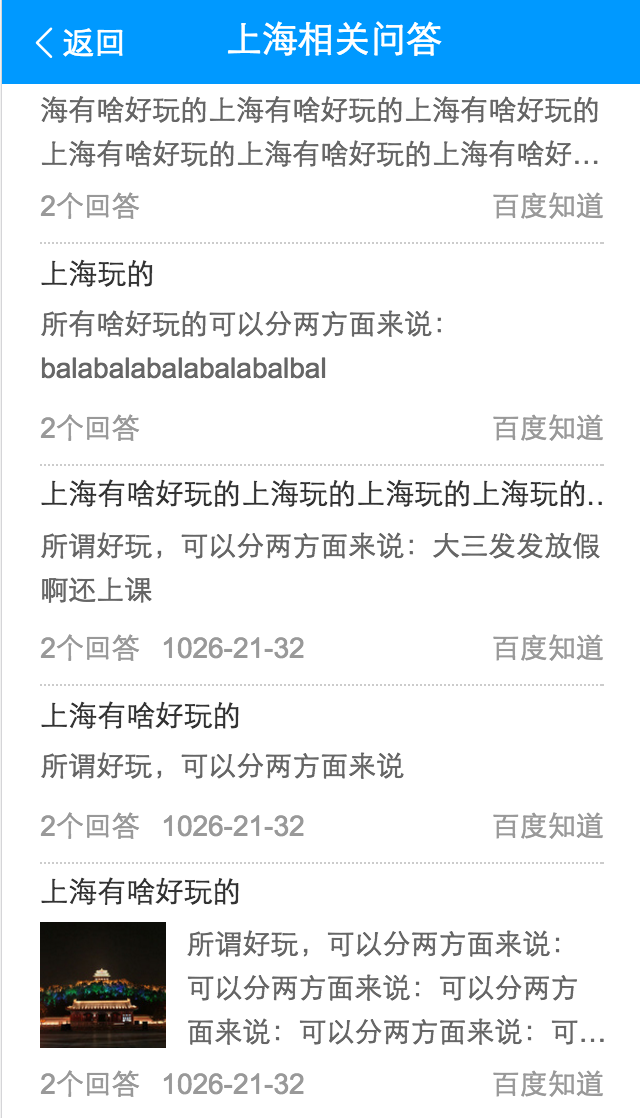 返回 上海相关问答
海有啥好玩的上海有啥好玩的上海有啥好玩的
上海有啥好玩的上海有啥好玩的上海有啥好...
2个回答 百度知道
上海玩的
所有啥好玩的可以分两方面来说：
balabalabalabalabalbal
2个回答 百度知道
上海有啥好玩的上海玩的上海玩的上海玩的..
所谓好玩，可以分两方面来说：大三发发放假
啊还上课
2个回答 1026-21-32 百度知道
上海有啥好玩的
所谓好玩，可以分两方面来说
2个回答 1026-21-32 百度知道
上海有啥好玩的
所谓好玩，可以分两方面来说：
可以分两方面来说：可以分两方
面来说：可以分两方面来说：可...
2个回答 1026-21-32 百度知道